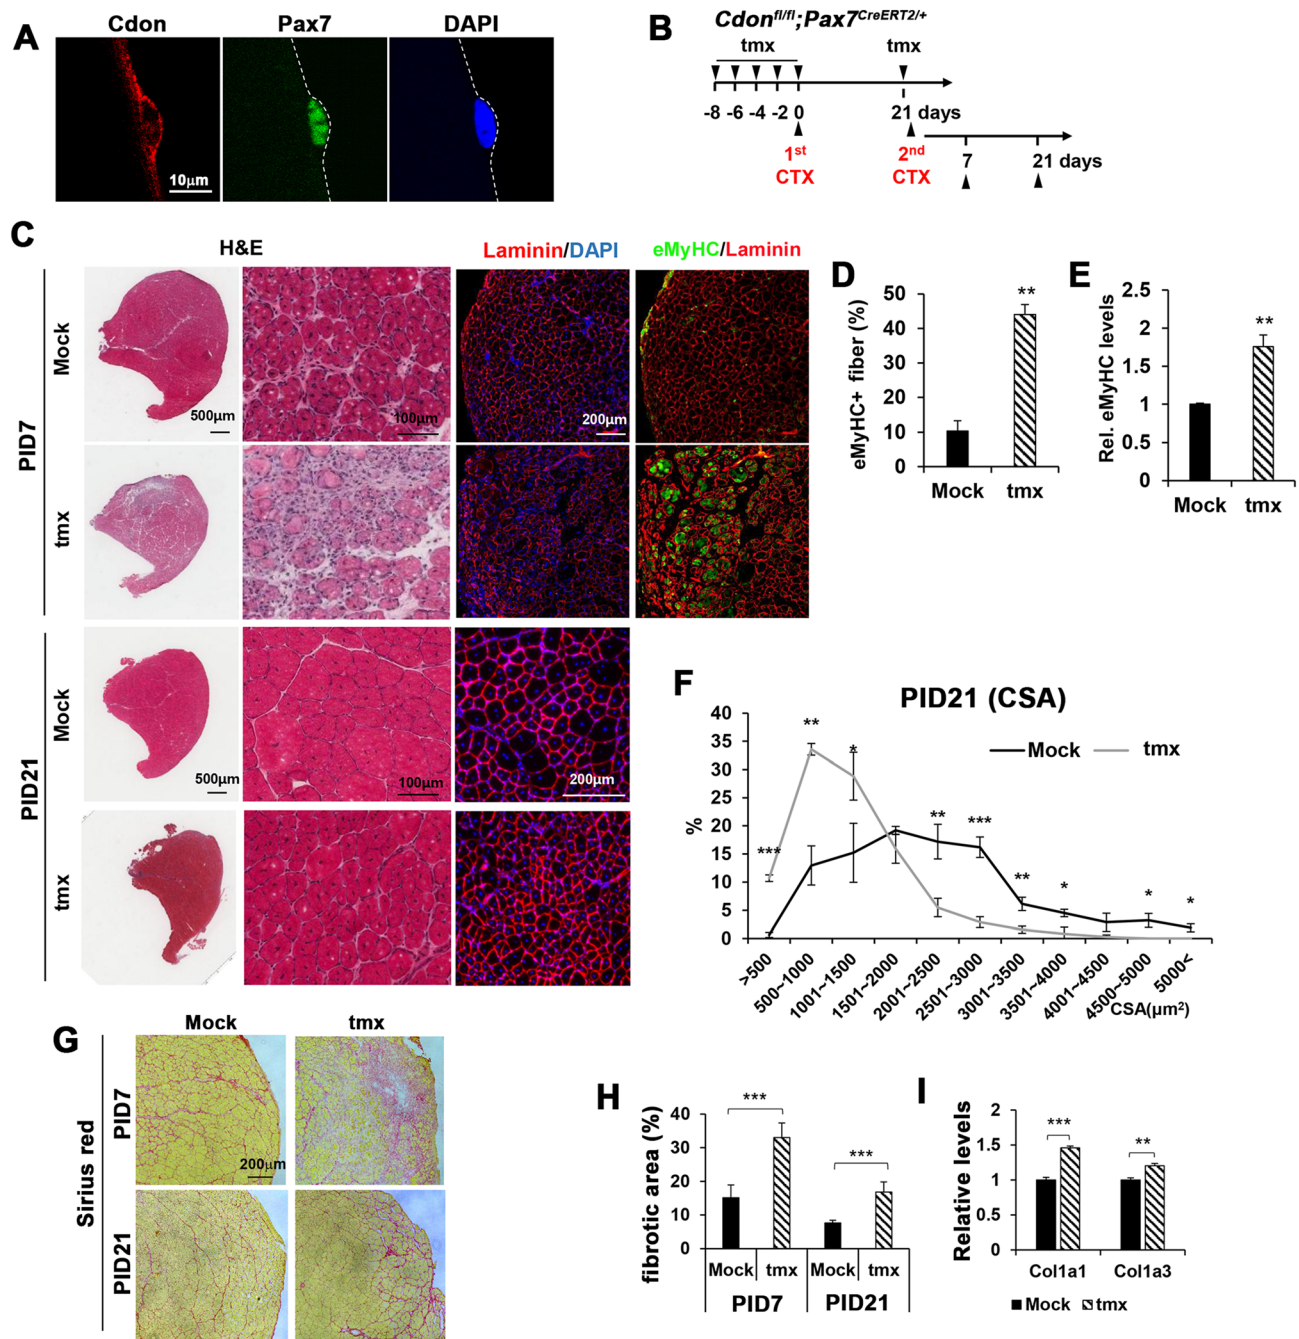 A
Cdon
Pax7
DAPI
10μm
B
Cdon^fl/fl;Pax7^CreERT2/+
tmx
tmx
-8 -6 -4 -2 0
21 days
1st
CTX
2nd
CTX
7
21 days
C
H&E
Laminin/DAPI
eMyHC/Laminin
PID7
Mock
500μm
100μm
200μm
tmx
PID21
Mock
500μm
100μm
200μm
tmx
D
eMyHC+ fiber (%)
50
40
30
20
10
0
**
Mock
tmx
E
Rel. eMyHC levels
2.5
2
1.5
1
0.5
0
**
Mock
tmx
F
PID21 (CSA)
Mock
tmx
%
40
35
30
25
20
15
10
5
0
***
**
*
**
***
**
*
*
*
>500
500~1000
1001~1500
1501~2000
2001~2500
2501~3000
3001~3500
3501~4000
4001~4500
4500~5000
5000<
CSA(μm²)
G
Mock
tmx
Sirius red
PID7
200μm
PID21
H
fibrotic area (%)
40
30
20
10
0
***
***
Mock
tmx
Mock
tmx
PID7
PID21
I
Relative levels
2
1.5
1
0.5
0
***
**
Col1a1
Col1a3
Mock
tmx